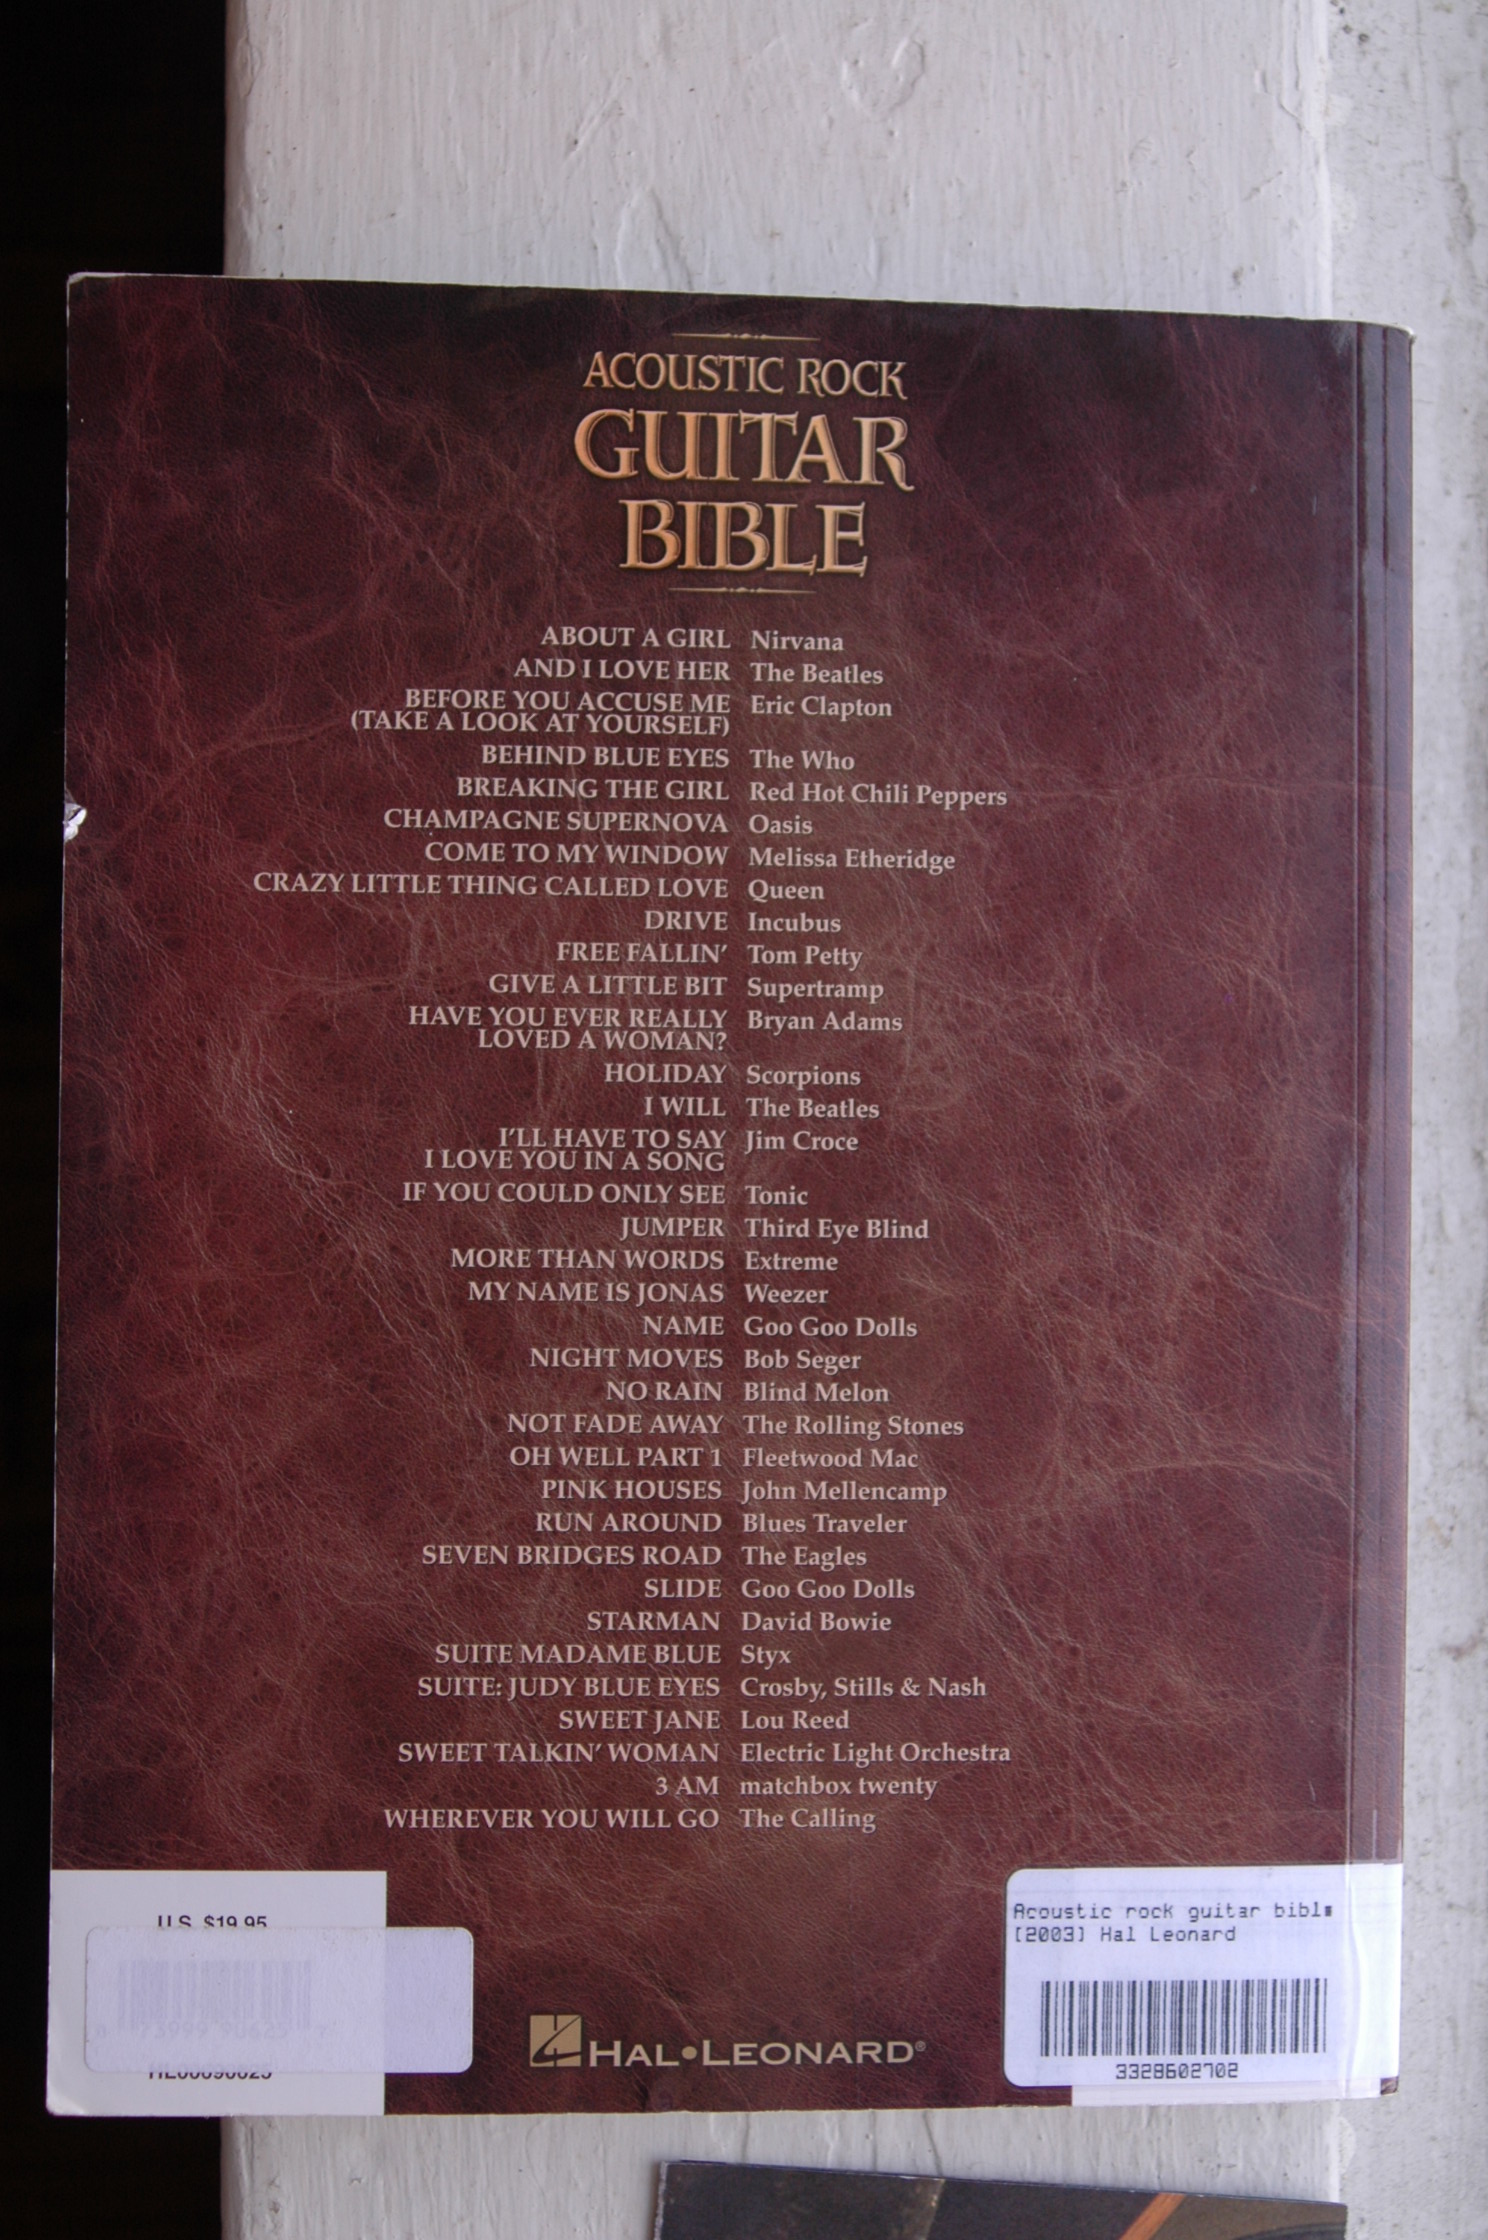 ACOUSTIC ROCK
GUITAR
BIBLE
ABOUT A GIRL Nirvana
AND I LOVE HER The Beatles
BEFORE YOU ACCUSE ME Eric Clapton
(TAKE A LOOK AT YOURSELF)
BEHIND BLUE EYES The Who
BREAKING THE GIRL Red Hot Chili Peppers
CHAMPAGNE SUPERNOVA Oasis
COME TO MY WINDOW Melissa Etheridge
CRAZY LITTLE THING CALLED LOVE Queen
DRIVE Incubus
FREE FALLIN' Tom Petty
GIVE A LITTLE BIT Supertramp
HAVE YOU EVER REALLY Bryan Adams
LOVED A WOMAN?
HOLIDAY Scorpions
I WILL The Beatles
I'LL HAVE TO SAY Jim Croce
I LOVE YOU IN A SONG
IF YOU COULD ONLY SEE Tonic
JUMPER Third Eye Blind
MORE THAN WORDS Extreme
MY NAME IS JONAS Weezer
NAME Goo Goo Dolls
NIGHT MOVES Bob Seger
NO RAIN Blind Melon
NOT FADE AWAY The Rolling Stones
OH WELL PART 1 Fleetwood Mac
PINK HOUSES John Mellencamp
RUN AROUND Blues Traveler
SEVEN BRIDGES ROAD The Eagles
SLIDE Goo Goo Dolls
STARMAN David Bowie
SUITE MADAME BLUE Styx
SUITE: JUDY BLUE EYES Crosby, Stills & Nash
SWEET JANE Lou Reed
SWEET TALKIN' WOMAN Electric Light Orchestra
3 AM matchbox twenty
WHEREVER YOU WILL GO The Calling
U.S. $19.95
Acoustic rock guitar bible
[2003] Hal Leonard
3328602702
HAL•LEONARD®